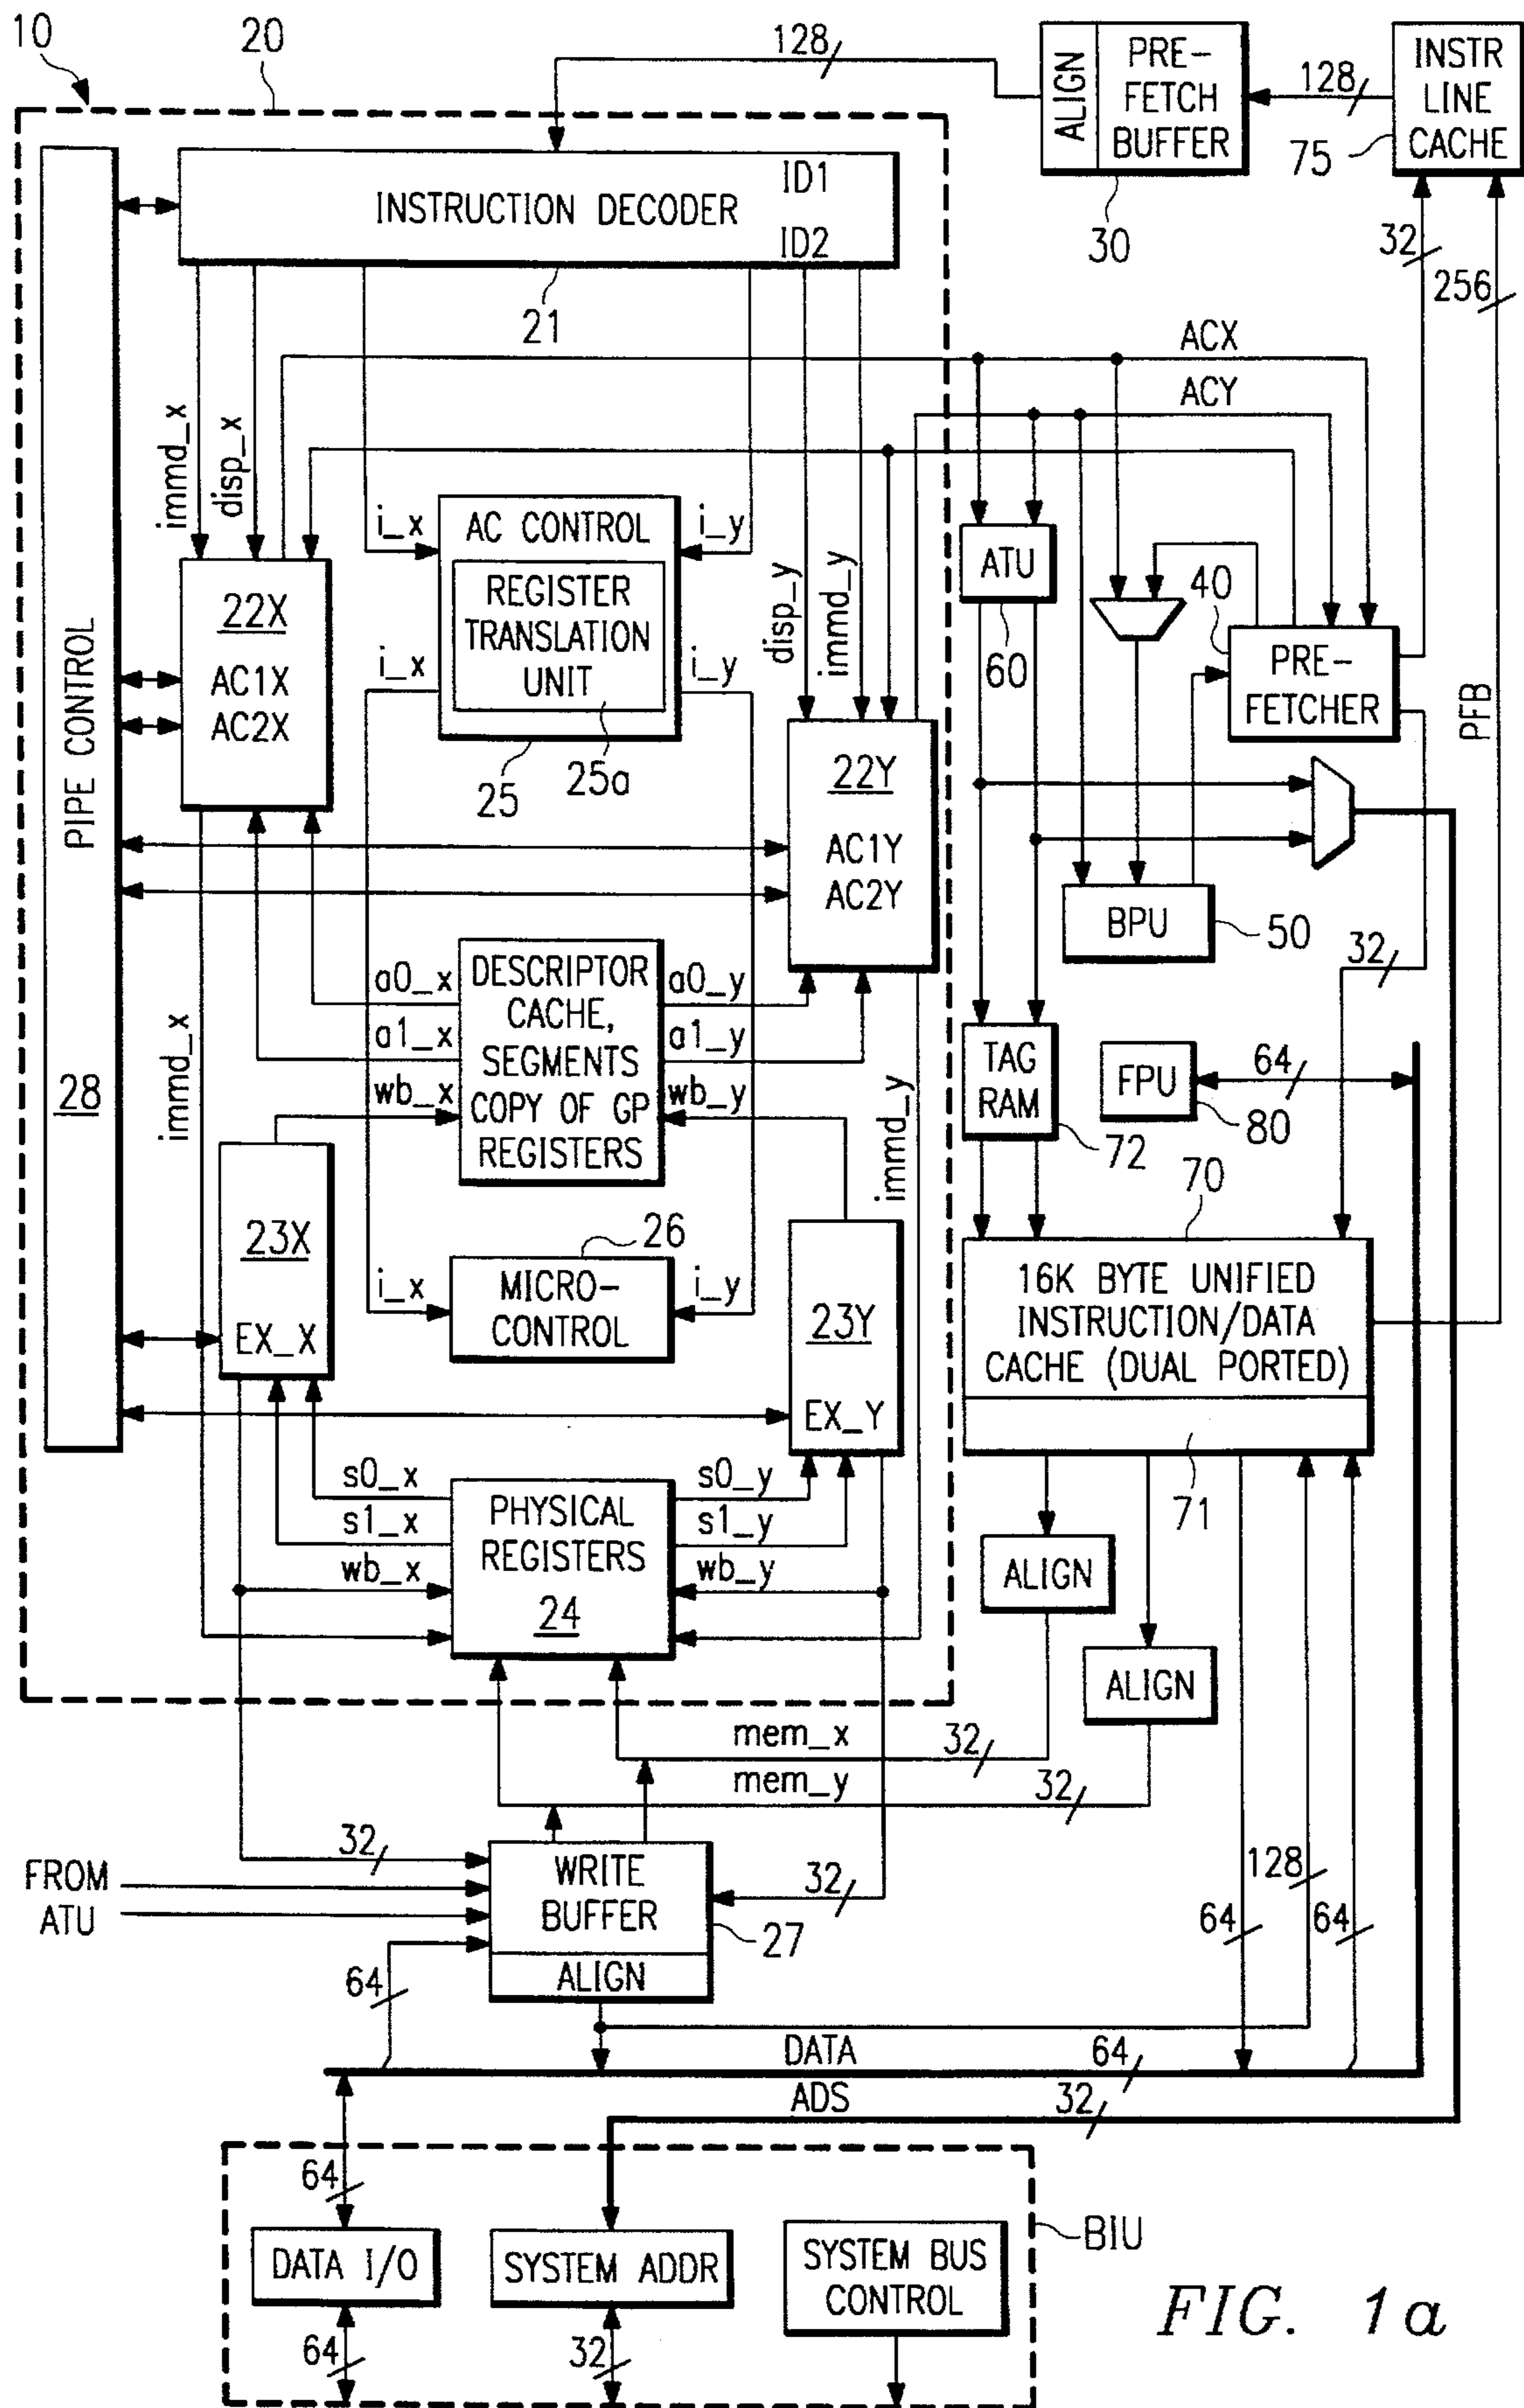 10
20
128
ALIGN
PRE-
FETCH
BUFFER
30
128
INSTR
LINE
CACHE
75
32
256
PFB
PIPE CONTROL
28
ID1
INSTRUCTION DECODER
ID2
21
ACX
ACY
immd_x
disp_x
i_x
AC CONTROL
i_y
REGISTER
TRANSLATION
UNIT
i_x
i_y
25
25a
disp_y
immd_y
22X
AC1X
AC2X
22Y
AC1Y
AC2Y
ATU
60
40
PRE-
FETCHER
BPU
50
32
immd_x
a0_x
a1_x
wb_x
DESCRIPTOR
CACHE,
SEGMENTS
COPY OF GP
REGISTERS
a0_y
a1_y
wb_y
immd_y
TAG
RAM
72
FPU
64
80
70
16K BYTE UNIFIED
INSTRUCTION/DATA
CACHE (DUAL PORTED)
71
23X
EX_X
26
i_x
MICRO-
CONTROL
i_y
23Y
EX_Y
s0_x
s1_x
wb_x
PHYSICAL
REGISTERS
24
s0_y
s1_y
wb_y
ALIGN
ALIGN
mem_x
32
mem_y
32
FROM
ATU
32
WRITE
BUFFER
ALIGN
27
32
64
64
128
64
DATA
64
ADS
32
64
DATA I/O
64
SYSTEM ADDR
32
SYSTEM BUS
CONTROL
BIU
FIG. 1a